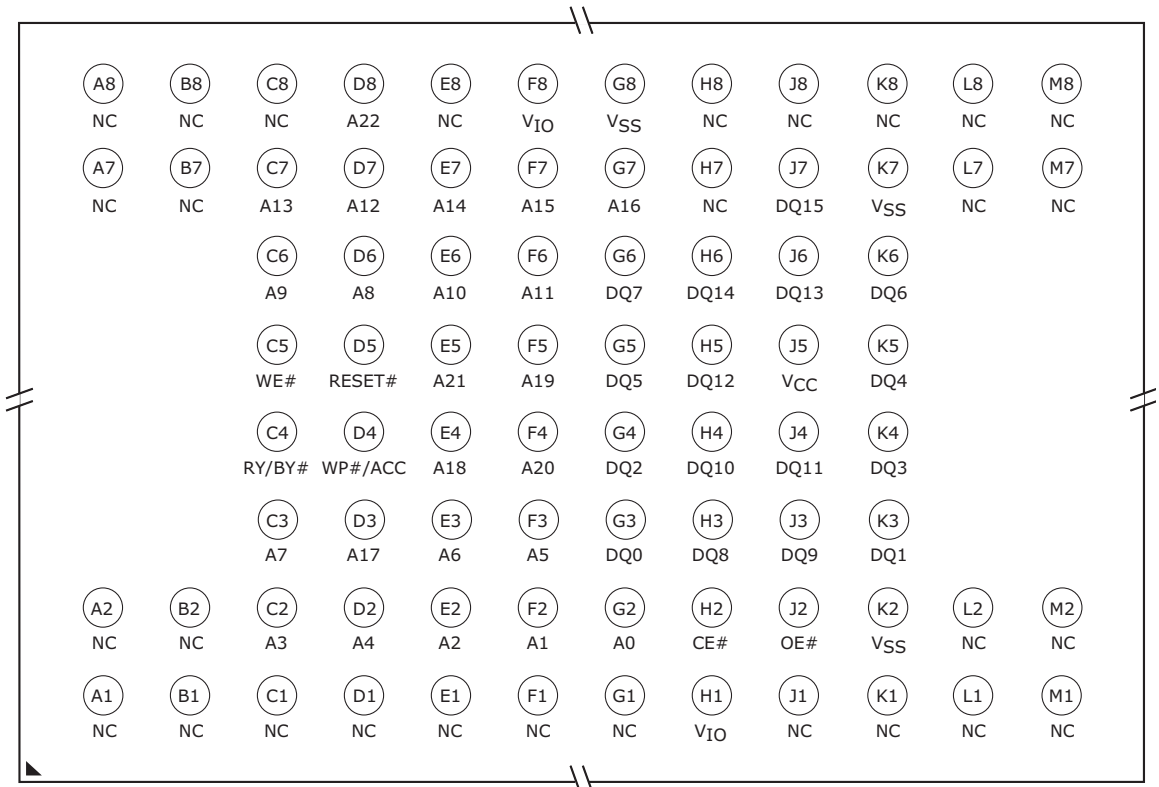 A8 B8 C8 D8 E8 F8 G8 H8 J8 K8 L8 M8
NC NC NC A22 NC VIO VSS NC NC NC NC NC
A7 B7 C7 D7 E7 F7 G7 H7 J7 K7 L7 M7
NC NC A13 A12 A14 A15 A16 NC DQ15 VSS NC NC
C6 D6 E6 F6 G6 H6 J6 K6
A9 A8 A10 A11 DQ7 DQ14 DQ13 DQ6
C5 D5 E5 F5 G5 H5 J5 K5
WE# RESET# A21 A19 DQ5 DQ12 VCC DQ4
C4 D4 E4 F4 G4 H4 J4 K4
RY/BY# WP#/ACC A18 A20 DQ2 DQ10 DQ11 DQ3
C3 D3 E3 F3 G3 H3 J3 K3
A7 A17 A6 A5 DQ0 DQ8 DQ9 DQ1
A2 B2 C2 D2 E2 F2 G2 H2 J2 K2 L2 M2
NC NC A3 A4 A2 A1 A0 CE# OE# VSS NC NC
A1 B1 C1 D1 E1 F1 G1 H1 J1 K1 L1 M1
NC NC NC NC NC NC NC VIO NC NC NC NC